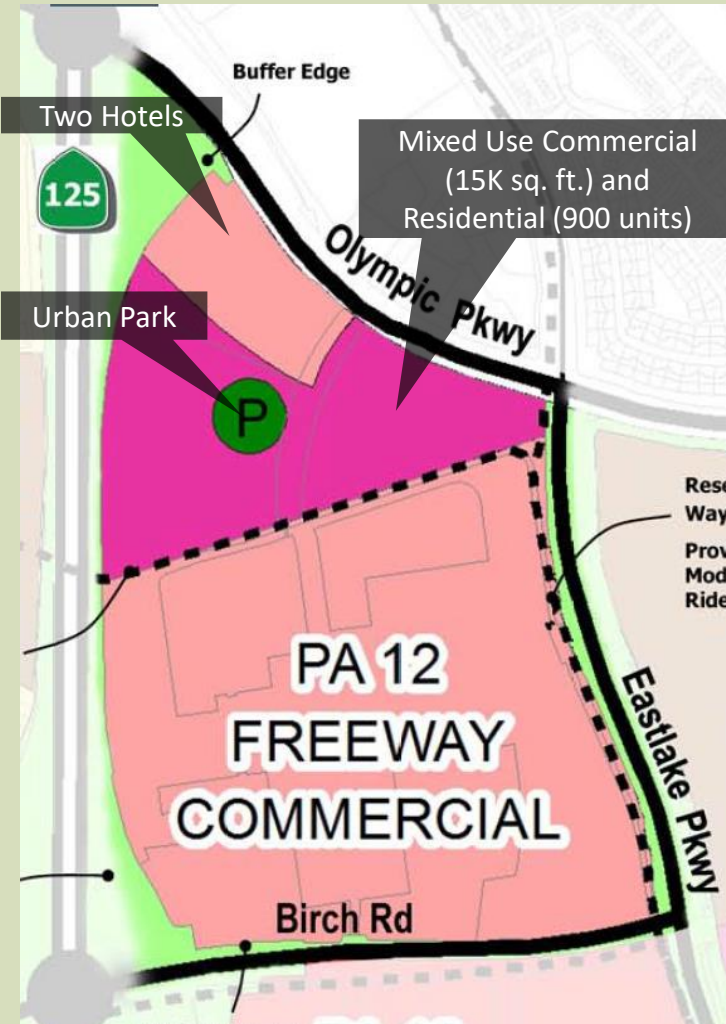 Buffer Edge
Two Hotels
Mixed Use Commercial
(15K sq. ft.) and
Residential (900 units)
125
Olympic Pkwy
Urban Park
P
PA 12
FREEWAY
COMMERCIAL
Eastlake Pkwy
Birch Rd